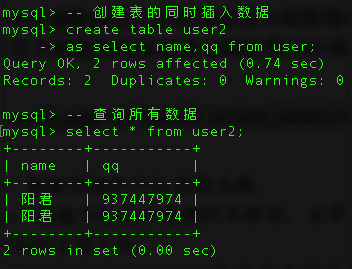 mysql> -- 创建表的同时插入数据
mysql> create table user2
    -> as select name,qq from user;
Query OK, 2 rows affected (0.74 sec)
Records: 2  Duplicates: 0  Warnings: 0

mysql> -- 查询所有数据
mysql> select * from user2;
+--------+-----------+
| name   | qq        |
+--------+-----------+
| 阳君   | 937447974 |
| 阳君   | 937447974 |
+--------+-----------+
2 rows in set (0.00 sec)